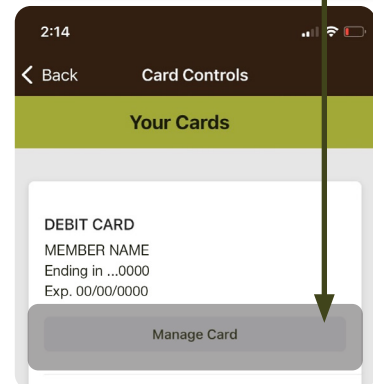 2:14
Back Card Controls
Your Cards
DEBIT CARD
MEMBER NAME
Ending in ...0000
Exp. 00/00/0000
Manage Card